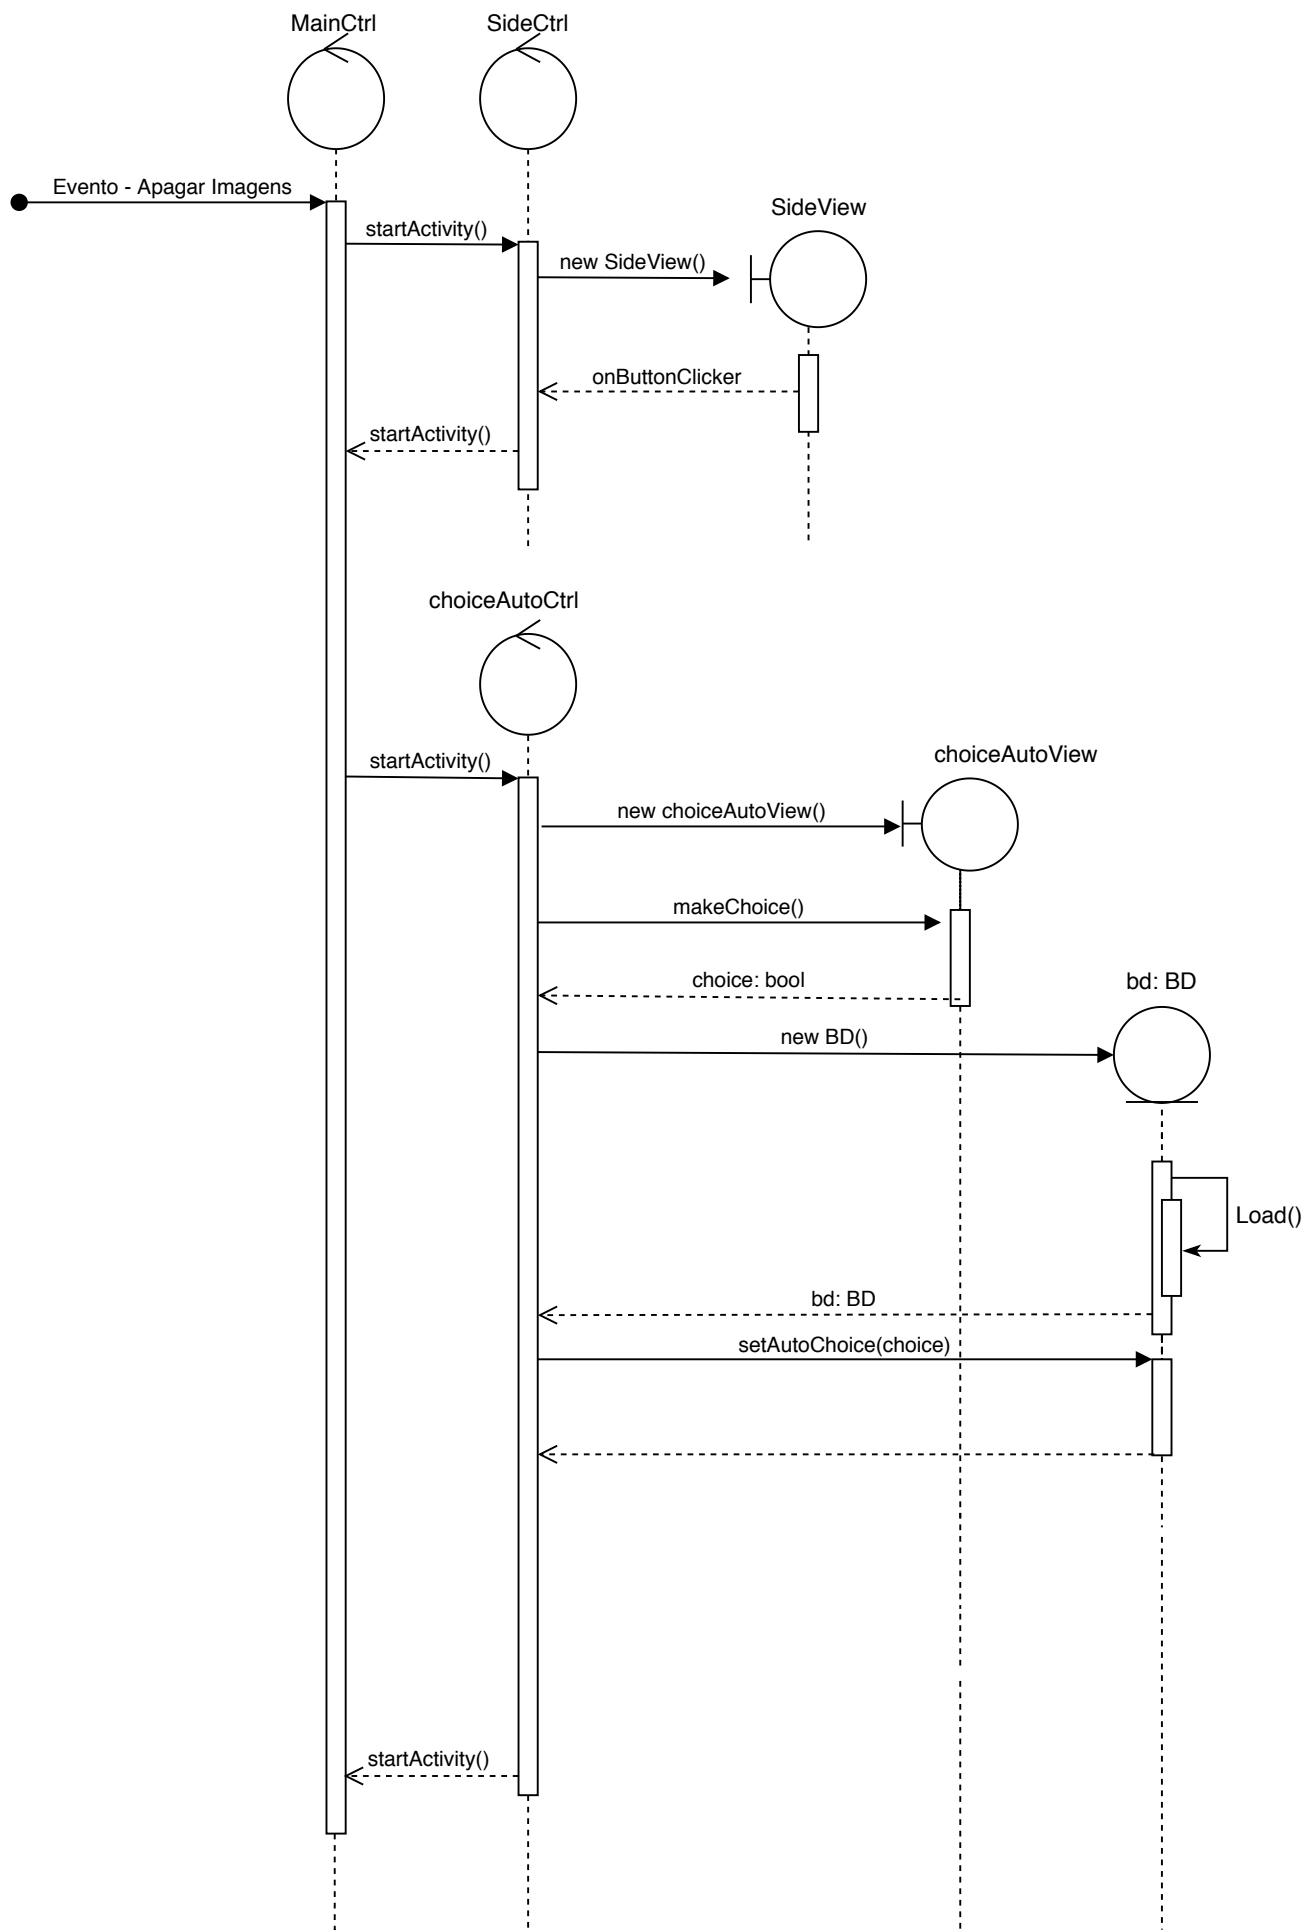 MainCtrl
SideCtrl
Evento - Apagar Imagens
SideView
startActivity()
new SideView()
onButtonClicker
startActivity()
choiceAutoCtrl
startActivity()
choiceAutoView
new choiceAutoView()
makeChoice()
choice: bool
bd: BD
new BD()
Load()
bd: BD
setAutoChoice(choice)
startActivity()